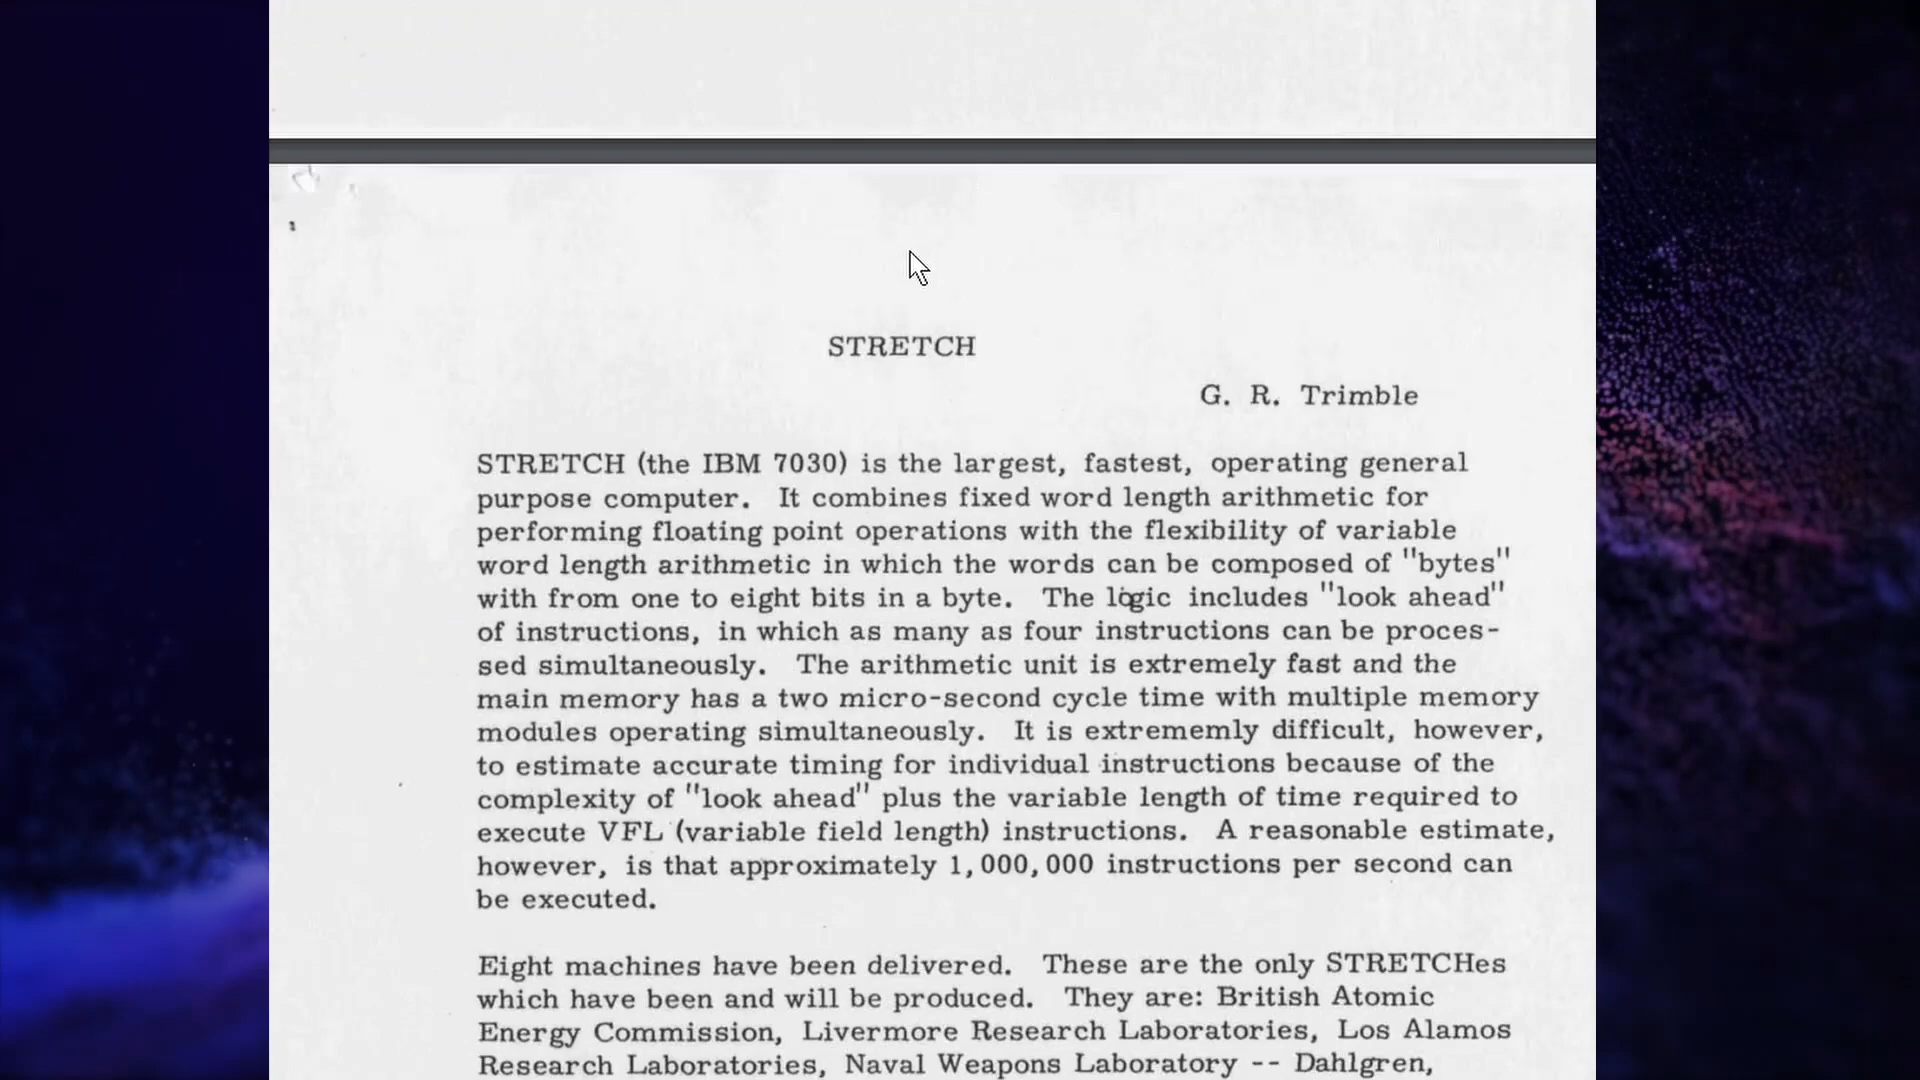 STRETCH
G. R. Trimble
STRETCH (the IBM 7030) is the largest, fastest, operating general
purpose computer. It combines fixed word length arithmetic for
performing floating point operations with the flexibility of variable
word length arithmetic in which the words can be composed of "bytes"
with from one to eight bits in a byte. The logic includes "look ahead"
of instructions, in which as many as four instructions can be proces-
sed simultaneously. The arithmetic unit is extremely fast and the
main memory has a two micro-second cycle time with multiple memory
modules operating simultaneously. It is extrememly difficult, however,
to estimate accurate timing for individual instructions because of the
complexity of "look ahead" plus the variable length of time required to
execute VFL (variable field length) instructions. A reasonable estimate,
however, is that approximately 1,000,000 instructions per second can
be executed.
Eight machines have been delivered. These are the only STRETCHes
which have been and will be produced. They are: British Atomic
Energy Commission, Livermore Research Laboratories, Los Alamos
Research Laboratories, Naval Weapons Laboratory -- Dahlgren,